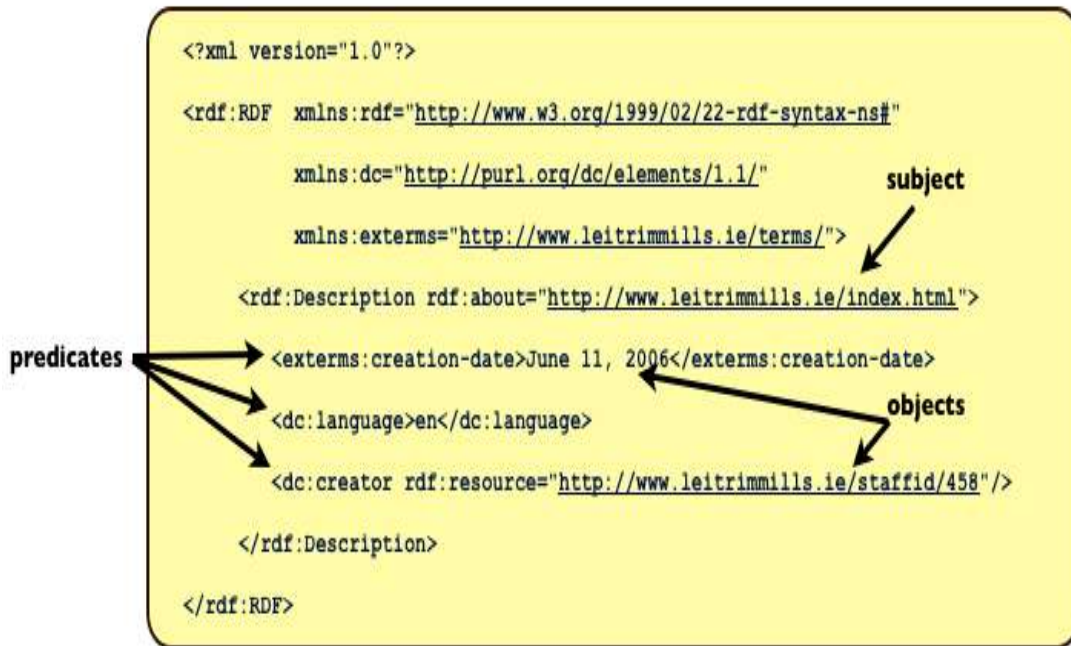 <?xml version="1.0"?>
<rdf:RDF xmlns:rdf="http://www.w3.org/1999/02/22-rdf-syntax-ns#"
xmlns:dc="http://purl.org/dc/elements/1.1/"
subject
xmlns:exterms="http://www.leitrimmills.ie/terms/">
<rdf:Description rdf:about="http://www.leitrimmills.ie/index.html">
predicates
<exterms:creation-date>June 11, 2006</exterms:creation-date>
objects
<dc:language>en</dc:language>
<dc:creator rdf:resource="http://www.leitrimmills.ie/staffid/458"/>
</rdf:Description>
</rdf:RDF>